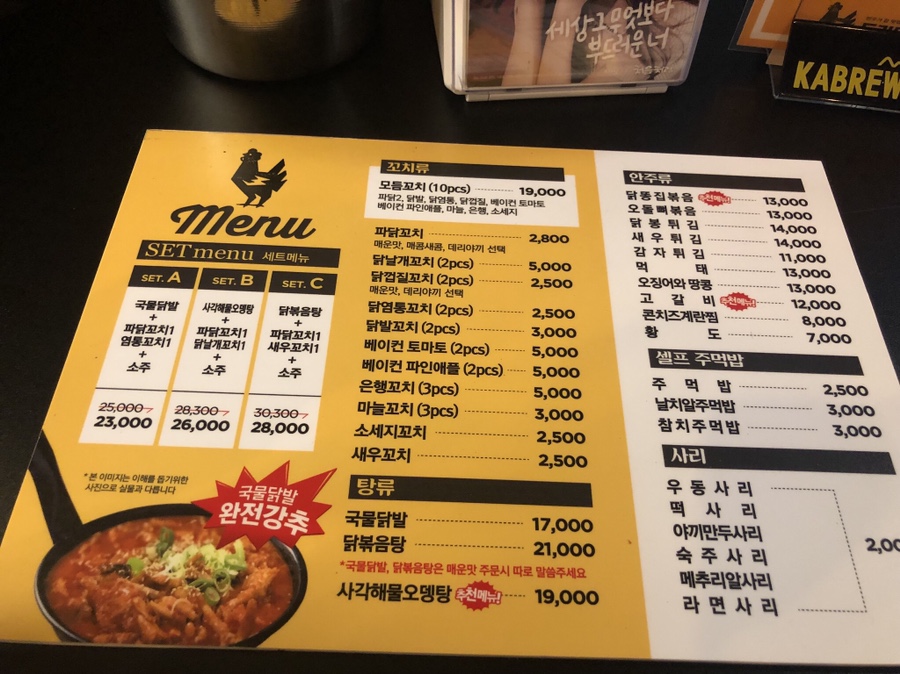 세상 그 무엇보다
부드러운 너
KABREW
Menu
SET menu 세트메뉴
SET. A
국물닭발
+
파닭꼬치1
염통꼬치1
+
소주
25,000
23,000
SET. B
사각해물오뎅탕
+
파닭꼬치1
닭날개꼬치1
+
소주
28,300
26,000
SET. C
닭볶음탕
+
파닭꼬치1
새우꼬치1
+
소주
30,300
28,000
*본 이미지는 이해를 돕기위한
사진으로 실물과 다릅니다
국물닭발
완전강추
꼬치류
모듬꼬치 (10pcs) 19,000
파닭2, 닭발, 닭염통, 닭껍질, 베이컨 토마토
베이컨 파인애플, 마늘, 은행, 소세지
파닭꼬치 2,800
매운맛, 매콤새콤, 데리야끼 선택
닭날개꼬치 (2pcs) 5,000
닭껍질꼬치 (2pcs) 2,500
매운맛, 데리야끼 선택
닭염통꼬치 (2pcs) 2,500
닭발꼬치 (2pcs) 3,000
베이컨 토마토 (2pcs) 5,000
베이컨 파인애플 (2pcs) 5,000
은행꼬치 (3pcs) 5,000
마늘꼬치 (3pcs) 3,000
소세지꼬치 2,500
새우꼬치 2,500
탕류
국물닭발 17,000
닭볶음탕 21,000
*국물닭발, 닭볶음탕은 매운맛 주문시 따로 말씀주세요
사각해물오뎅탕 추천메뉴! 19,000
안주류
닭똥집볶음 추천메뉴! 13,000
오돌뼈볶음 13,000
닭봉튀김 14,000
새우튀김 14,000
감자튀김 11,000
먹태 13,000
오징어와 땅콩 13,000
고갈비 추천메뉴! 12,000
콘치즈계란찜 8,000
황도 7,000
셀프 주먹밥
주먹밥 2,500
날치알주먹밥 3,000
참치주먹밥 3,000
사리
우동사리
떡사리
야끼만두사리
숙주사리
메추리알사리
라면사리
2,00